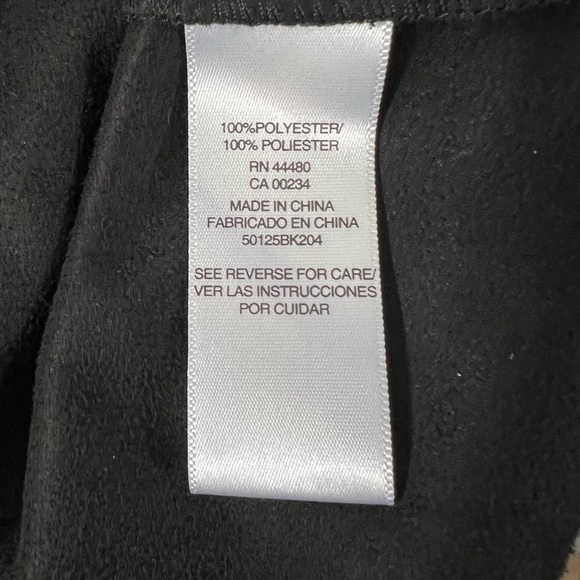 100%POLYESTER/
100% POLIESTER
RN 44480
CA 00234
MADE IN CHINA
FABRICADO EN CHINA
50125BK204
SEE REVERSE FOR CARE/
VER LAS INSTRUCCIONES
POR CUIDAR